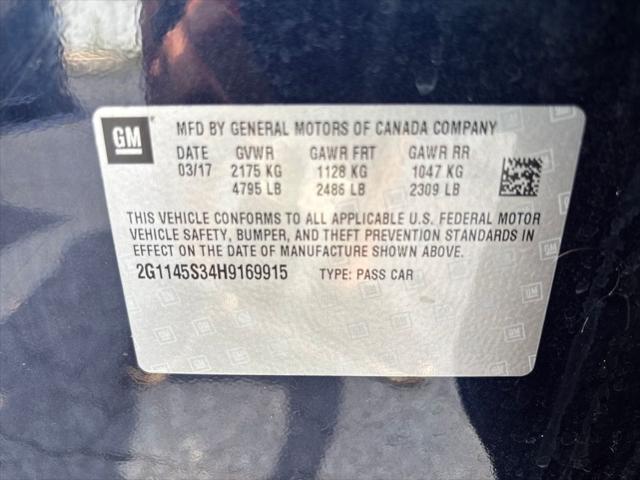 GM
MFD BY GENERAL MOTORS OF CANADA COMPANY
DATE GVWR GAWR FRT GAWR RR
03/17 2175 KG 1128 KG 1047 KG
4795 LB 2486 LB 2309 LB
THIS VEHICLE CONFORMS TO ALL APPLICABLE U.S. FEDERAL MOTOR
VEHICLE SAFETY, BUMPER, AND THEFT PREVENTION STANDARDS IN
EFFECT ON THE DATE OF MANUFACTURE SHOWN ABOVE.
2G1145S34H9169915 TYPE: PASS CAR